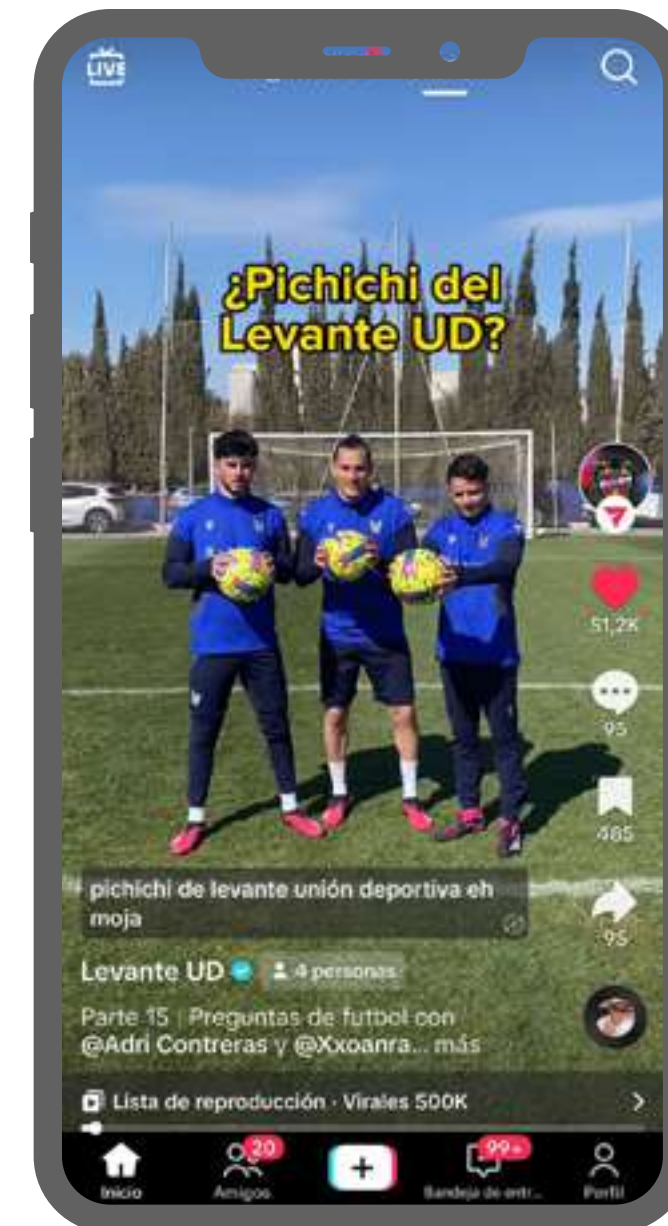 LIVE
¿Pichichi del
Levante UD?
51,2K
95
485
95
pichichi de levante unión deportiva eh
moja
Levante UD
4 personas
Parte 15 | Preguntas de futbol con
@Adri Contreras y @Xxoanra... más
Lista de reproducción · Virales 500K
20
99+
Inicio
Amigos
Bandeja de entr...
Perfil